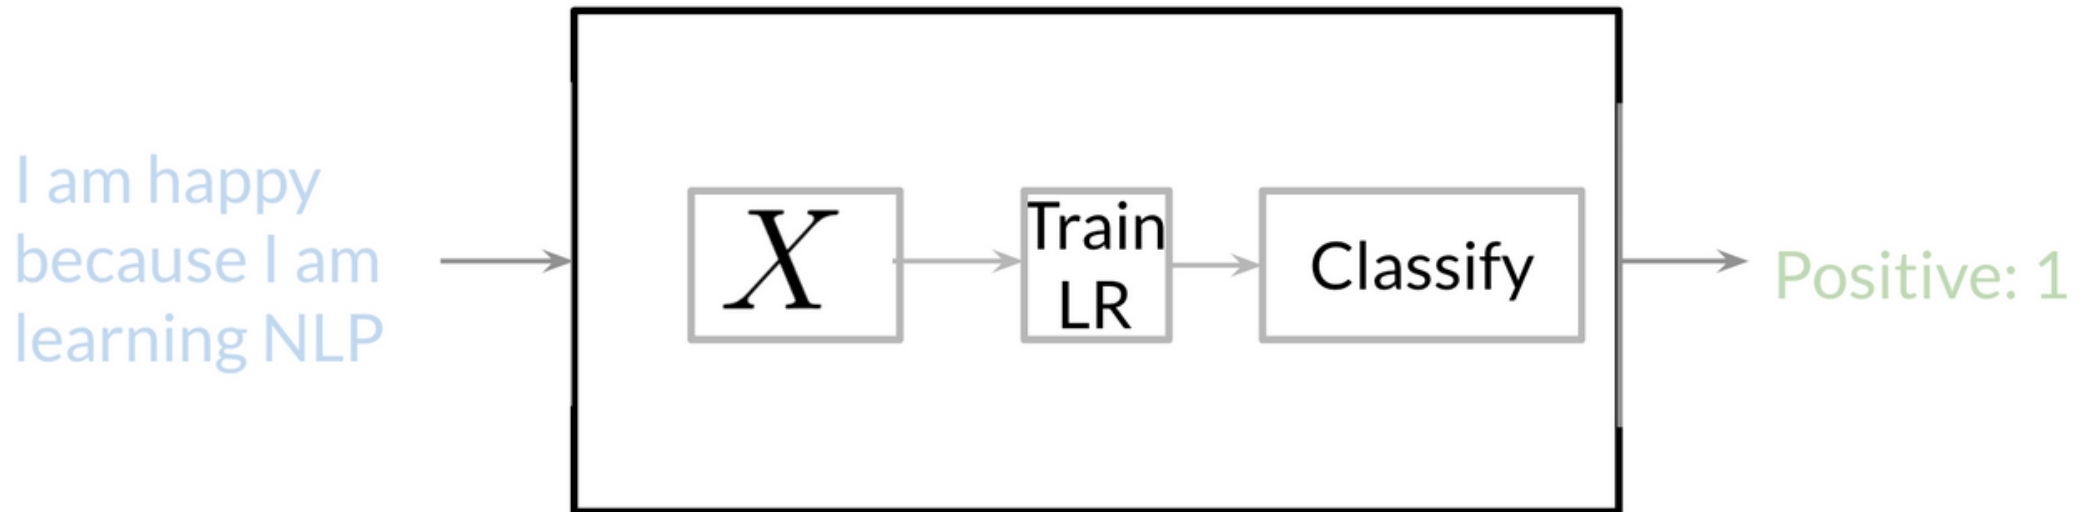 I am happy
because I am
learning NLP
X
Train
LR
Classify
Positive: 1